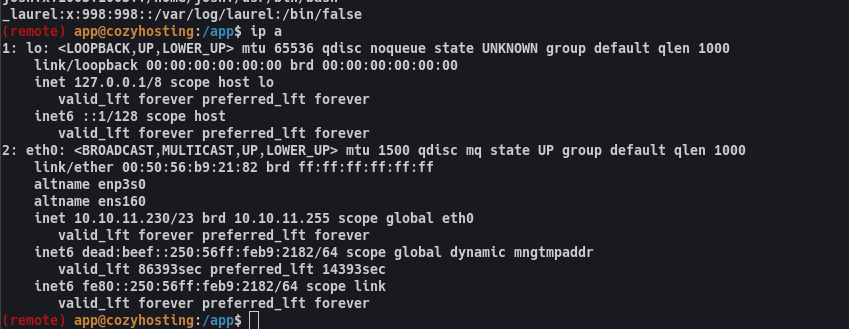 _laurel:x:998:998::/var/log/laurel:/bin/false
(remote) app@cozyhosting:/app$ ip a
1: lo: <LOOPBACK,UP,LOWER_UP> mtu 65536 qdisc noqueue state UNKNOWN group default qlen 1000
    link/loopback 00:00:00:00:00:00 brd 00:00:00:00:00:00
    inet 127.0.0.1/8 scope host lo
       valid_lft forever preferred_lft forever
    inet6 ::1/128 scope host
       valid_lft forever preferred_lft forever
2: eth0: <BROADCAST,MULTICAST,UP,LOWER_UP> mtu 1500 qdisc mq state UP group default qlen 1000
    link/ether 00:50:56:b9:21:82 brd ff:ff:ff:ff:ff:ff
    altname enp3s0
    altname ens160
    inet 10.10.11.230/23 brd 10.10.11.255 scope global eth0
       valid_lft forever preferred_lft forever
    inet6 dead:beef::250:56ff:feb9:2182/64 scope global dynamic mngtmpaddr
       valid_lft 86393sec preferred_lft 14393sec
    inet6 fe80::250:56ff:feb9:2182/64 scope link
       valid_lft forever preferred_lft forever
(remote) app@cozyhosting:/app$